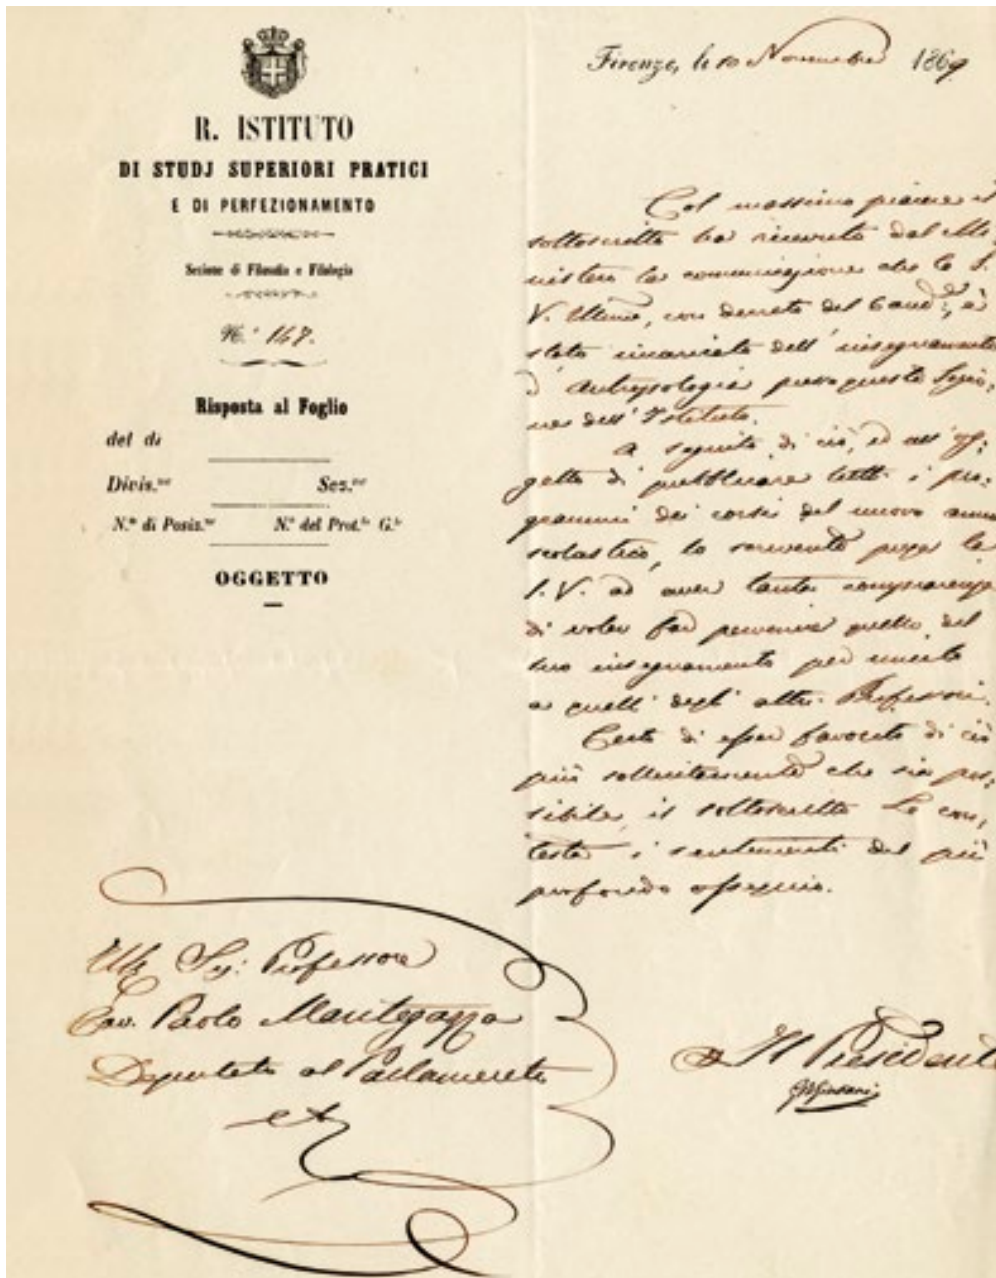 R. ISTITUTO
DI STUDJ SUPERIORI PRATICI
E DI PERFEZIONAMENTO
Sezione di Filosofia e Filologia
N.° 147.
Risposta al Foglio
del dì
Divis.ne Sez.ne
N.° di Posiz.ne N.° del Prot.lo G.le
OGGETTO
Firenze, li 10 Novembre 1869
Col massimo piacere il
sottoscritto ha ricevuto dal Mi-
nistero la comunicazione che la S.
V. Illma, con decreto del 6 and.te, è
stata incaricata dell'insegnamento
d'Antropologia presso questa Sezio-
ne dell'Istituto.
A seguito di ciò, ed all'og-
getto di pubblicare tutti i pro-
grammi dei corsi del nuovo anno
scolastico, lo scrivente prega la
S. V. ad aver tanta compiacenza
di voler far pervenire quello del
suo insegnamento per unirlo
a quelli degli altri Professori.
Certo di esser favorito di ciò
più sollecitamente che sia pos-
sibile, il sottoscritto Le con-
testa i sentimenti del più
profondo ossequio.
Il President
Ill. Sig: Professore
Cav. Paolo Mantegazza
Deputato al Parlamento